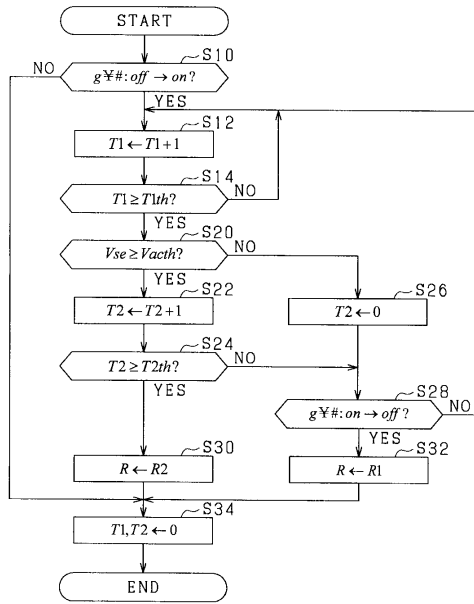 START
S10
NO
g¥#:off→on?
YES
S12
T1←T1+1
S14
T1≥T1th?
NO
YES
S20
Vse≥Vacth?
NO
YES
S22
T2←T2+1
S26
T2←0
S24
T2≥T2th?
NO
YES
S28
g¥#:on→off?
NO
YES
S30
R←R2
S32
R←R1
S34
T1,T2←0
END